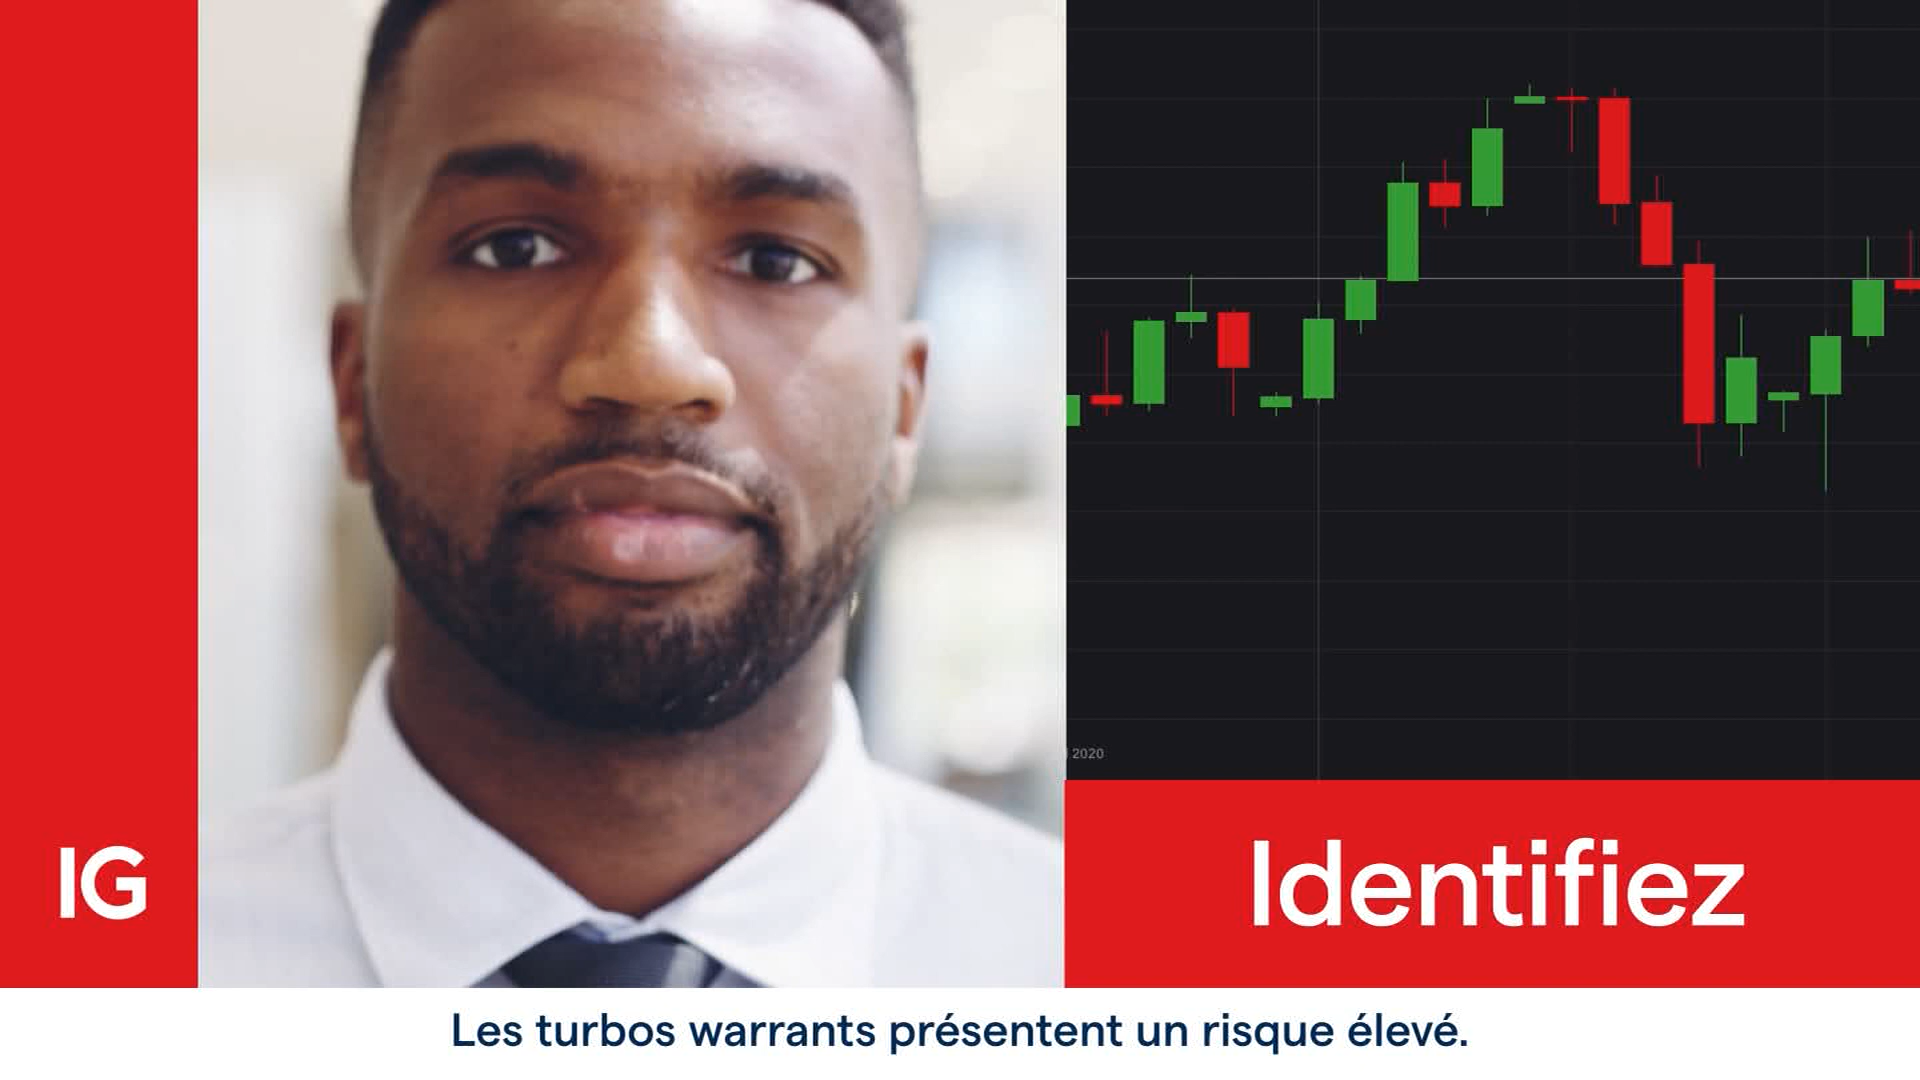 2020
IG
Identifiez
Les turbos warrants présentent un risque élevé.